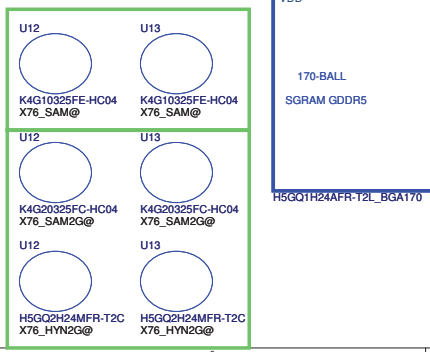 VDD
U12 U13
K4G10325FE-HC04 K4G10325FE-HC04
X76_SAM@ X76_SAM@
170-BALL
SGRAM GDDR5
U12 U13
K4G20325FC-HC04 K4G20325FC-HC04
X76_SAM2G@ X76_SAM2G@
H5GQ1H24AFR-T2L_BGA170
U12 U13
H5GQ2H24MFR-T2C H5GQ2H24MFR-T2C
X76_HYN2G@ X76_HYN2G@